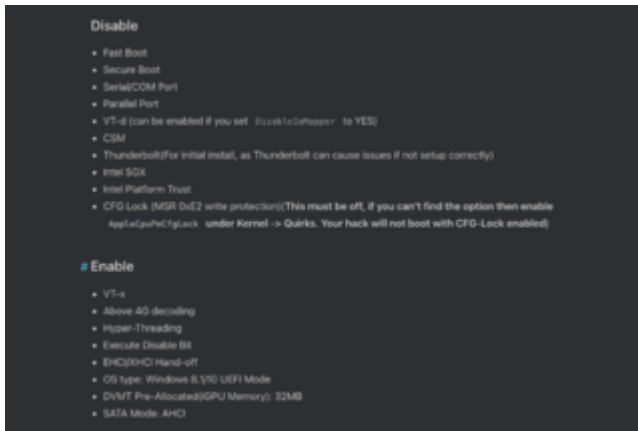 Disable
• Fast Boot
• Secure Boot
• Serial/COM Port
• Parallel Port
• VT-d (can be enabled if you set DisableIoMapper to YES)
• CSM
• Thunderbolt(For initial install, as Thunderbolt can cause issues if not setup correctly)
• Intel SGX
• Intel Platform Trust
• CFG Lock (MSR 0xE2 write protection)(This must be off, if you can't find the option then enable
AppleCpuPmCfgLock under Kernel -> Quirks. Your hack will not boot with CFG-Lock enabled)
# Enable
• VT-x
• Above 4G decoding
• Hyper-Threading
• Execute Disable Bit
• EHCI/XHCI Hand-off
• OS type: Windows 8.1/10 UEFI Mode
• DVMT Pre-Allocated(iGPU Memory): 32MB
• SATA Mode: AHCI